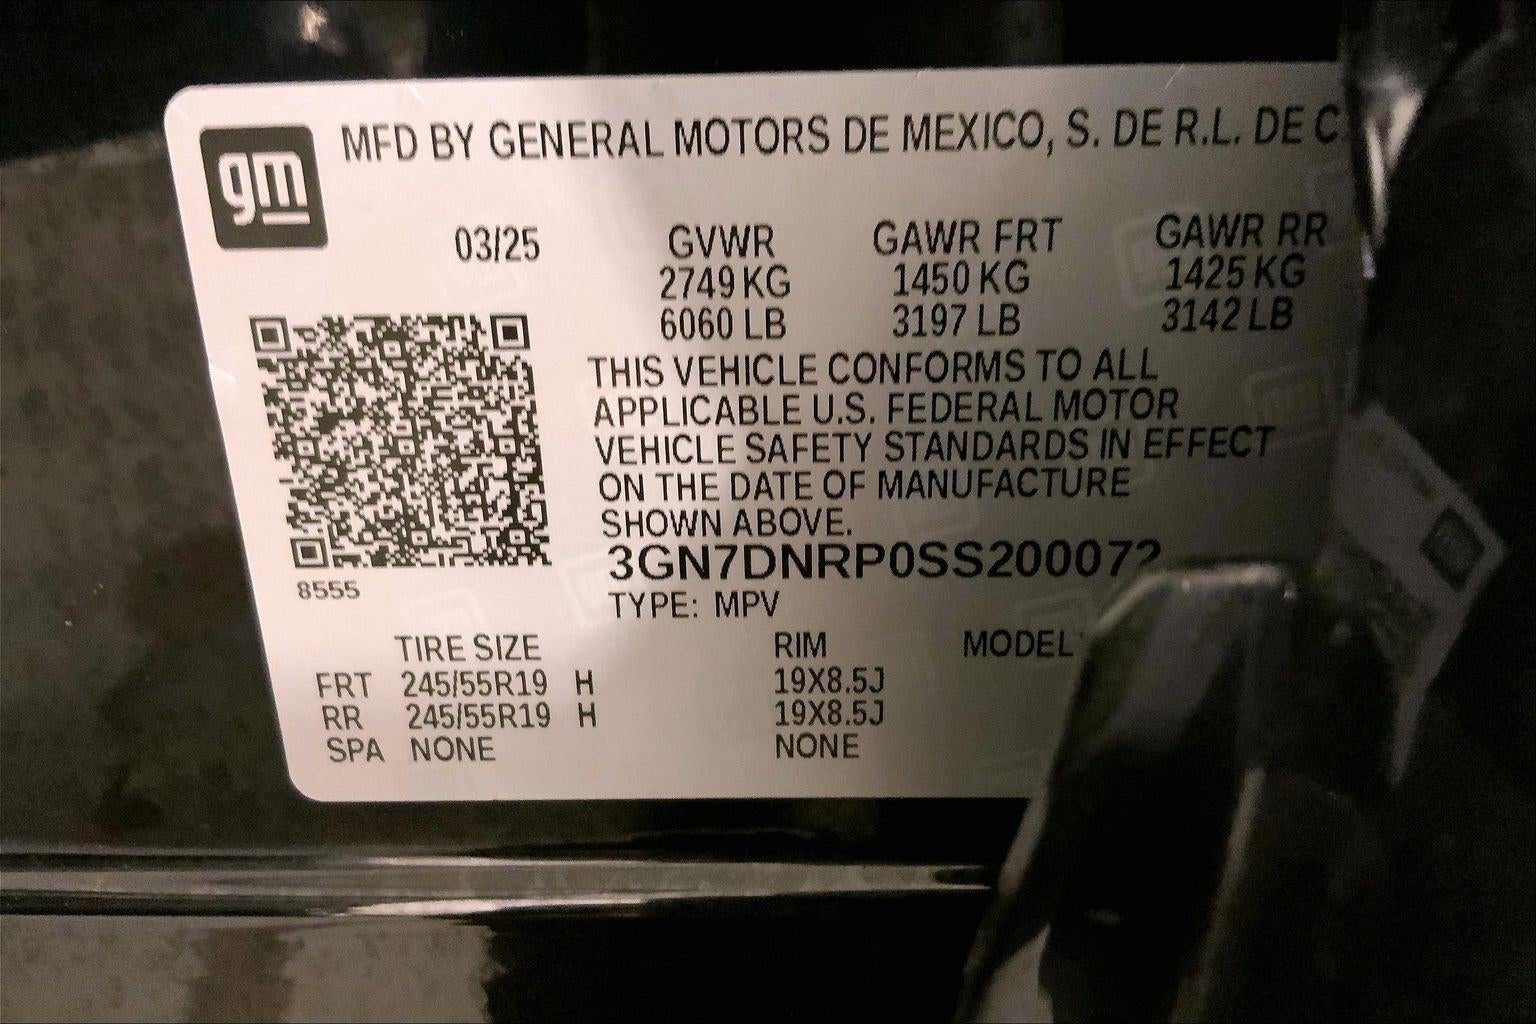 gm
MFD BY GENERAL MOTORS DE MEXICO, S. DE R.L. DE C
03/25 GVWR GAWR FRT GAWR RR
2749 KG 1450 KG 1425 KG
6060 LB 3197 LB 3142 LB
THIS VEHICLE CONFORMS TO ALL
APPLICABLE U.S. FEDERAL MOTOR
VEHICLE SAFETY STANDARDS IN EFFECT
ON THE DATE OF MANUFACTURE
SHOWN ABOVE.
3GN7DNRP0SS200072
8555
TYPE: MPV
TIRE SIZE RIM MODEL
FRT 245/55R19 H 19X8.5J
RR 245/55R19 H 19X8.5J
SPA NONE NONE